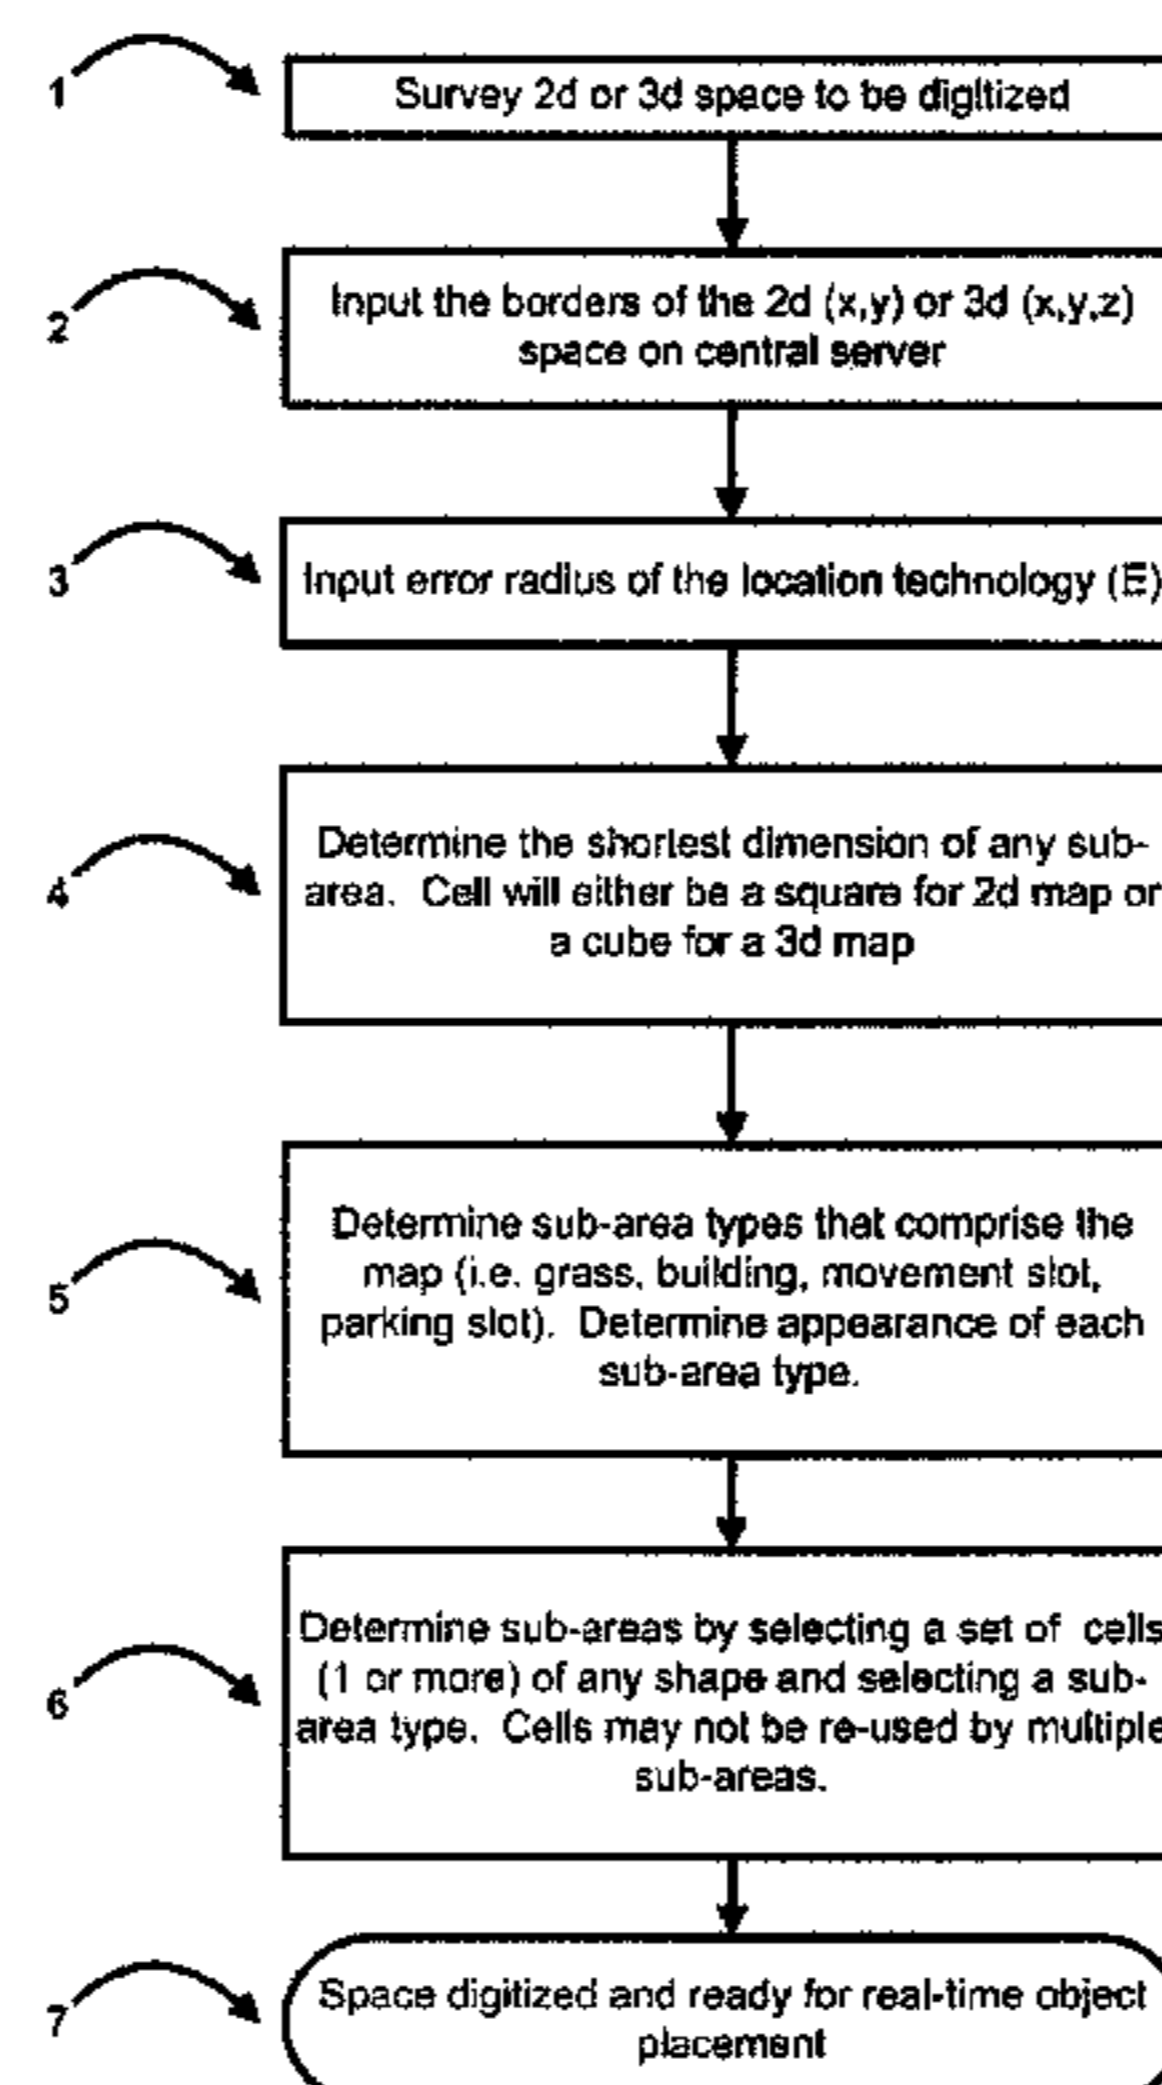 1
Survey 2d or 3d space to be digitized
2
Input the borders of the 2d (x,y) or 3d (x,y,z)
space on central server
3
Input error radius of the location technology (E)
4
Determine the shortest dimension of any sub-
area. Cell will either be a square for 2d map or
a cube for a 3d map
5
Determine sub-area types that comprise the
map (i.e. grass, building, movement slot,
parking slot). Determine appearance of each
sub-area type.
6
Determine sub-areas by selecting a set of cells
(1 or more) of any shape and selecting a sub-
area type. Cells may not be re-used by multiple
sub-areas.
7
Space digitized and ready for real-time object
placement